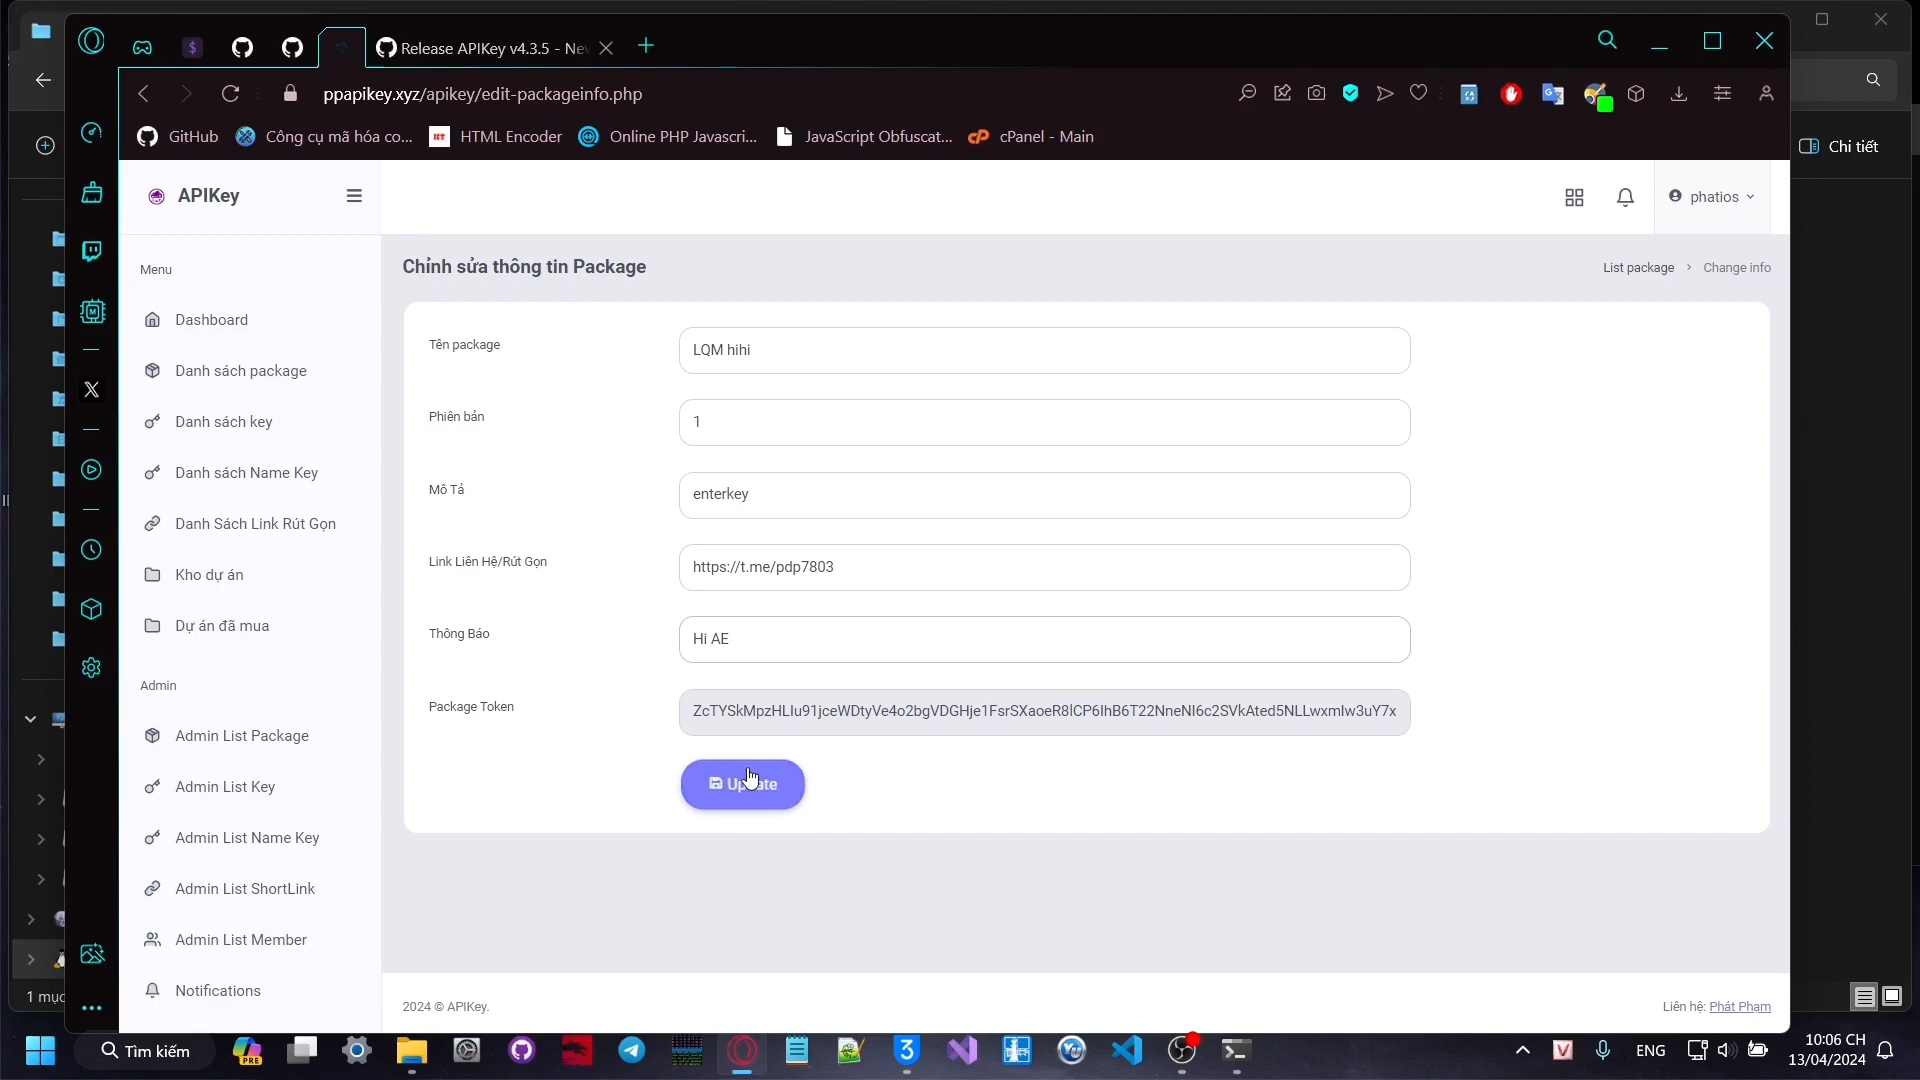 Release APIKey v4.3.5 - Nev
ppapikey.xyz/apikey/edit-packageinfo.php
GitHub
Công cụ mã hóa co...
HTML Encoder
Online PHP Javascri...
JavaScript Obfuscat...
cPanel - Main
Chi tiết
APIKey
phatios
Menu
Dashboard
Danh sách package
Danh sách key
Danh sách Name Key
Danh Sách Link Rút Gọn
Kho dự án
Dự án đã mua
Admin
Admin List Package
Admin List Key
Admin List Name Key
Admin List ShortLink
Admin List Member
Notifications
Chỉnh sửa thông tin Package
List package
Change info
Tên package
LQM hihi
Phiên bản
1
Mô Tả
enterkey
Link Liên Hệ/Rút Gọn
https://t.me/pdp7803
Thông Báo
Hi AE
Package Token
Update
2024 © APIKey.
Liên hệ: Phát Phạm
1 mục
Tìm kiếm
PRE
ENG
10:06 CH
13/04/2024